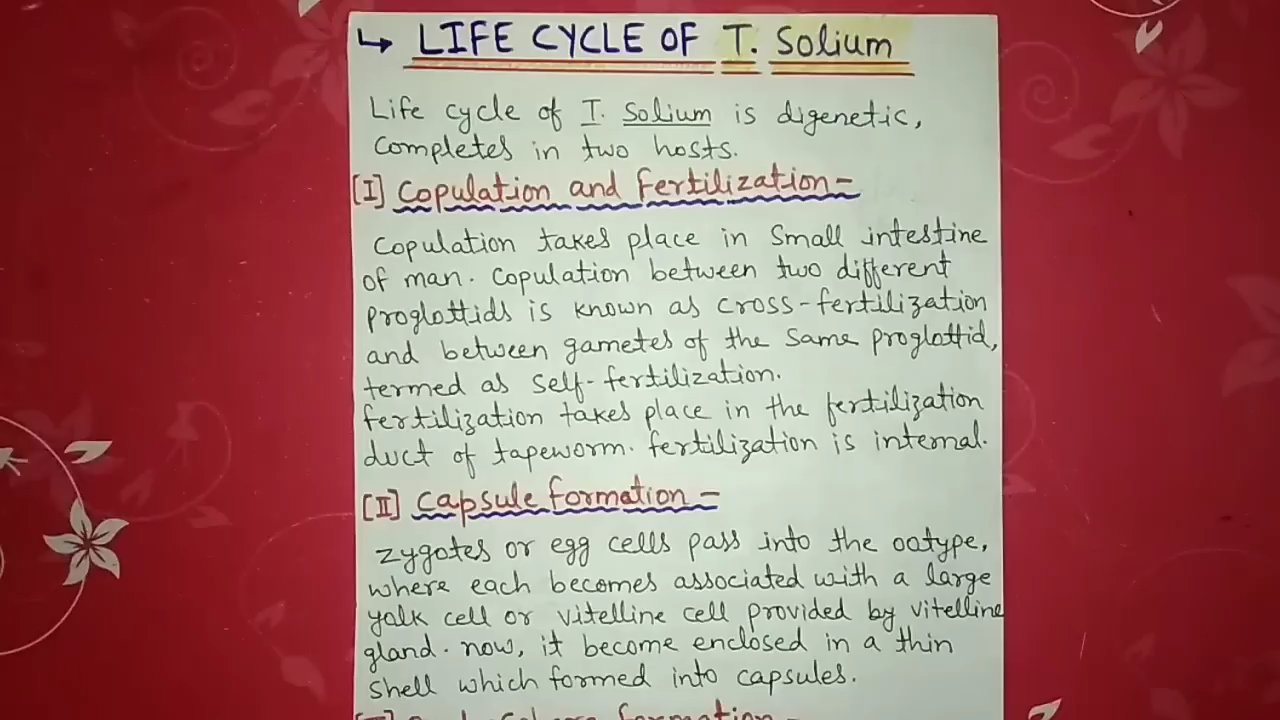 ↳ LIFE CYCLE OF T. Solium
Life cycle of T. Solium is digenetic,
completes in two hosts.
[I] Copulation and Fertilization-
Copulation takes place in small intestine
of man. Copulation between two different
proglottids is known as cross-fertilization
and between gametes of the same proglottid,
termed as self-fertilization.
fertilization takes place in the fertilization
duct of tapeworm. fertilization is internal.
[II] Capsule formation-
Zygotes or egg cells pass into the ootype,
where each becomes associated with a large
yolk cell or vitelline cell provided by vitelline
gland. now, it become enclosed in a thin
shell which formed into capsules.
formation-